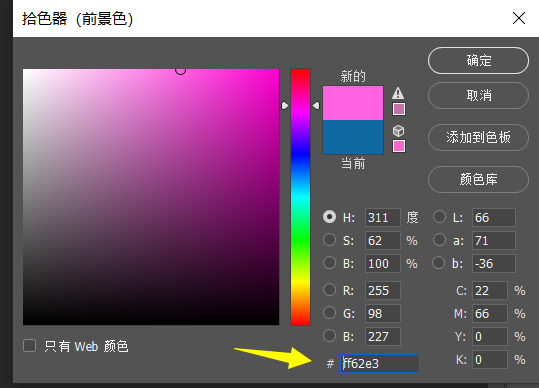 拾色器（前景色）
新的
当前
确定
取消
添加到色板
颜色库
H: 311 度
S: 62 %
B: 100 %
R: 255
G: 98
B: 227
# ff62e3
L: 66
a: 71
b: -36
C: 22 %
M: 66 %
Y: 0 %
K: 0 %
只有 Web 颜色